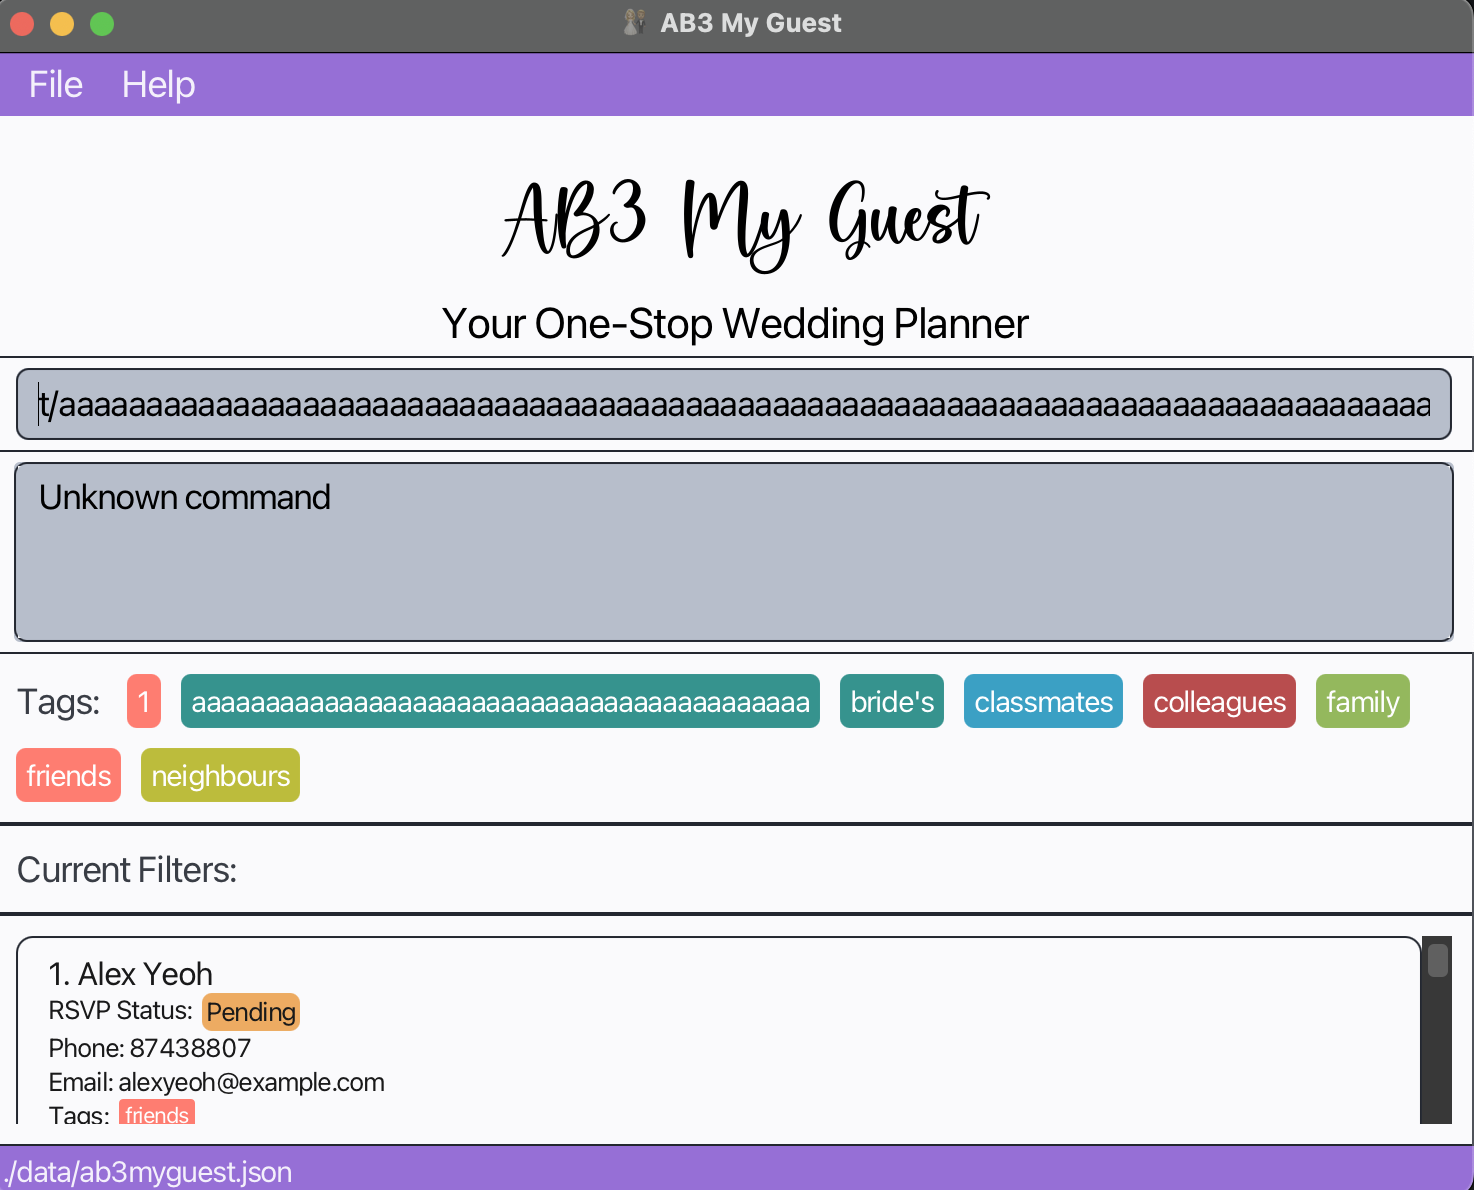 AB3 My Guest
File Help
AB3 My Guest
Your One-Stop Wedding Planner
t/aaaaaaaaaaaaaaaaaaaaaaaaaaaaaaaaaaaaaaaaaaaaaaaaaaaaaaaaaaaaaaaaaaaaaaaaaaaaaaa
Unknown command
Tags: 1 aaaaaaaaaaaaaaaaaaaaaaaaaaaaaaaaaaaaaaaaaa bride's classmates colleagues family
friends neighbours
Current Filters:
1. Alex Yeoh
RSVP Status: Pending
Phone: 87438807
Email: alexyeoh@example.com
Tags: friends
./data/ab3myguest.json